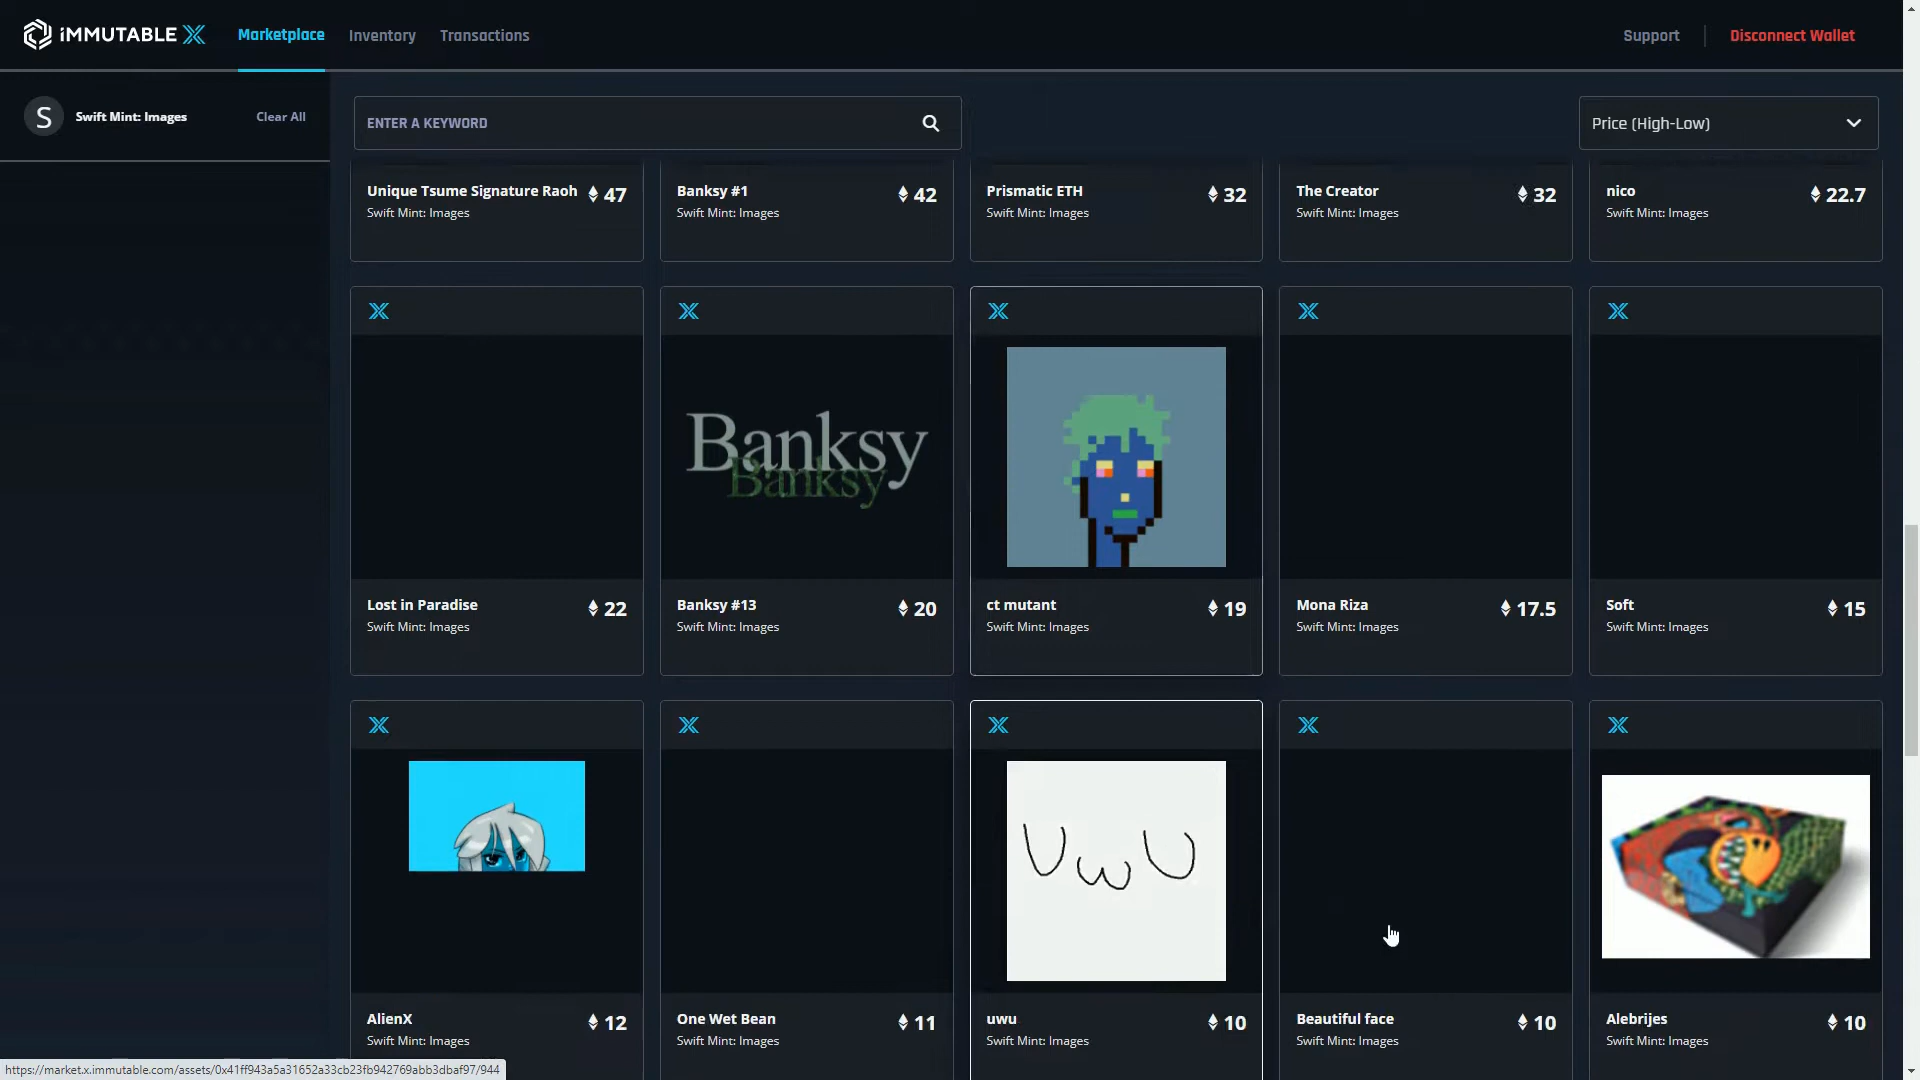 IMMUTABLE X
Marketplace
Inventory
Transactions
Support
Disconnect Wallet
S
Swift Mint: Images
Clear All
ENTER A KEYWORD
Price (High-Low)
Unique Tsume Signature Raoh
47
Swift Mint: Images
Banksy #1
42
Swift Mint: Images
Prismatic ETH
32
Swift Mint: Images
The Creator
32
Swift Mint: Images
nico
22.7
Swift Mint: Images
Banksy
Banksy
Lost in Paradise
22
Swift Mint: Images
Banksy #13
20
Swift Mint: Images
ct mutant
19
Swift Mint: Images
Mona Riza
17.5
Swift Mint: Images
Soft
15
Swift Mint: Images
UwU
AlienX
12
Swift Mint: Images
One Wet Bean
11
Swift Mint: Images
uwu
10
Swift Mint: Images
Beautiful face
10
Swift Mint: Images
Alebrijes
10
Swift Mint: Images
https://market.x.immutable.com/assets/0x41ff943a5a31652a33cb23fb942769abb3dbaf97/944